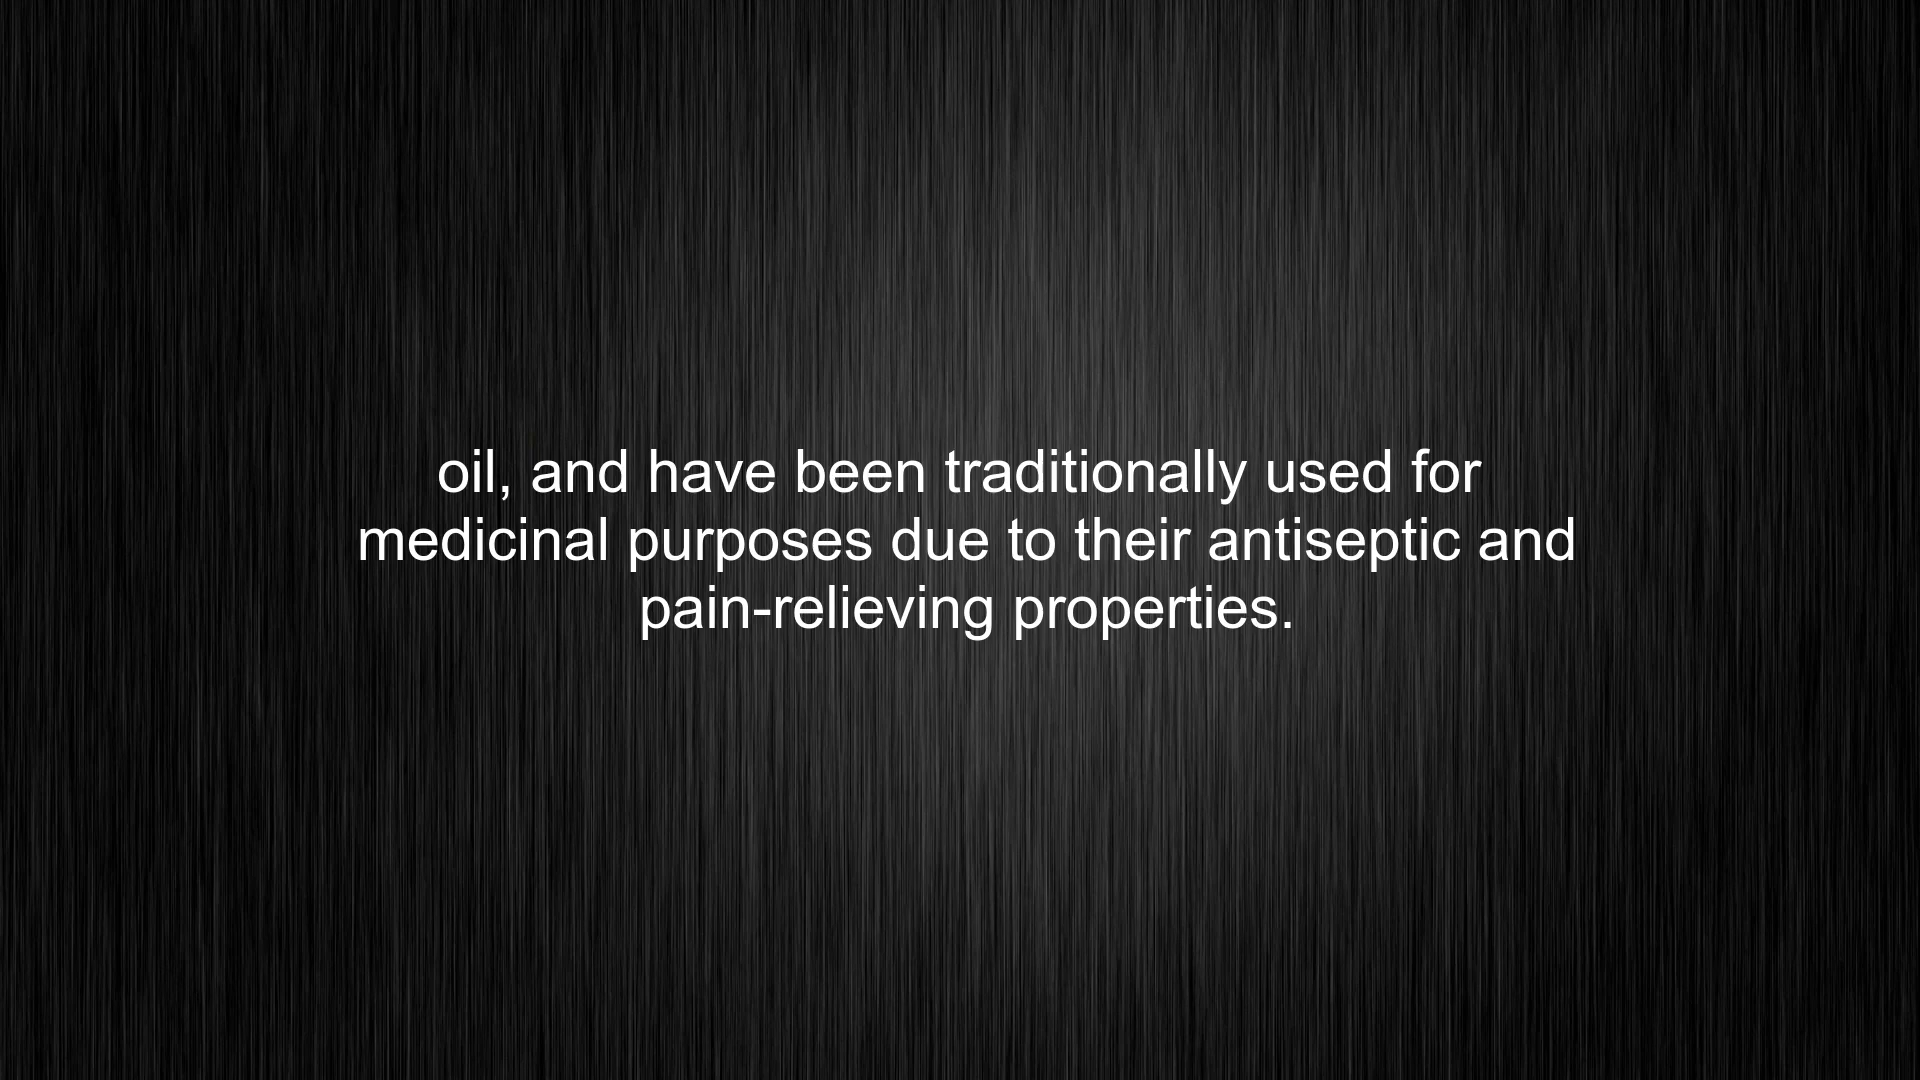 oil, and have been traditionally used for
medicinal purposes due to their antiseptic and
pain-relieving properties.